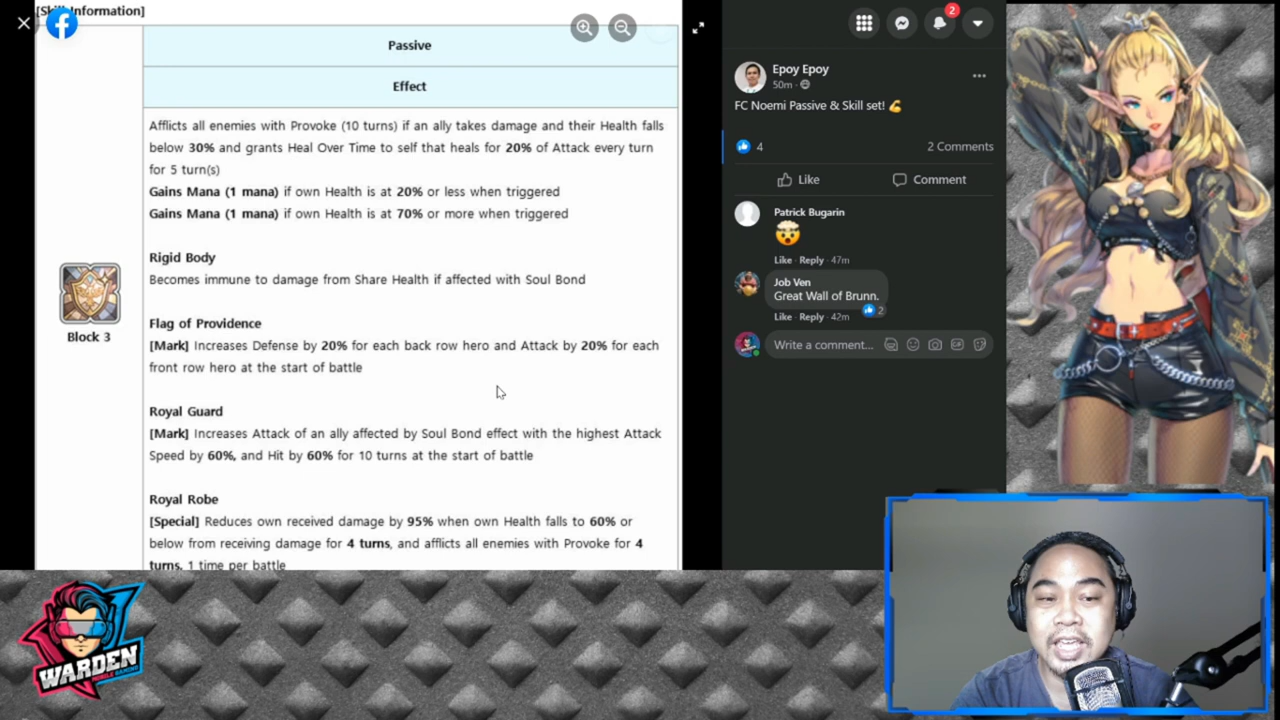 [Skill Information]
Passive
Effect
Afflicts all enemies with Provoke (10 turns) if an ally takes damage and their Health falls
below 30% and grants Heal Over Time to self that heals for 20% of Attack every turn
for 5 turn(s)
Gains Mana (1 mana) if own Health is at 20% or less when triggered
Gains Mana (1 mana) if own Health is at 70% or more when triggered
Rigid Body
Becomes immune to damage from Share Health if affected with Soul Bond
Block 3
Flag of Providence
[Mark] Increases Defense by 20% for each back row hero and Attack by 20% for each
front row hero at the start of battle
Royal Guard
[Mark] Increases Attack of an ally affected by Soul Bond effect with the highest Attack
Speed by 60%, and Hit by 60% for 10 turns at the start of battle
Royal Robe
[Special] Reduces own received damage by 95% when own Health falls to 60% or
below from receiving damage for 4 turns, and afflicts all enemies with Provoke for 4
turns, 1 time per battle
2
Epoy Epoy
50m ·
FC Noemi Passive & Skill set! 💪
4
2 Comments
Like
Comment
Patrick Bugarin
🤯
Like · Reply · 47m
Job Ven
Great Wall of Brunn.
Like · Reply · 42m
2
Write a comment...
GIF
WARDEN
MOBILE GAMING